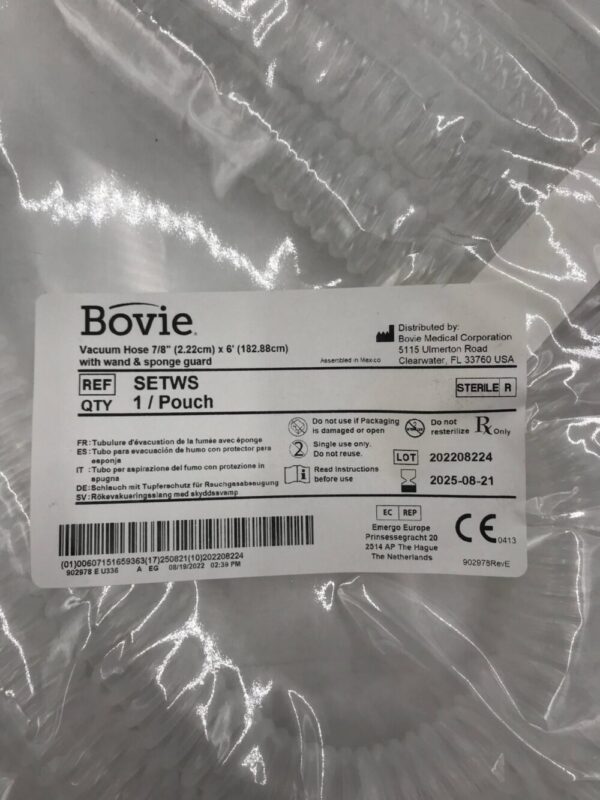 Bovie
Vacuum Hose 7/8" (2.22cm) x 6' (182.88cm)
with wand & sponge guard
Assembled in Mexico
Distributed by:
Bovie Medical Corporation
5115 Ulmerton Road
Clearwater, FL 33760 USA
REF SETWS
QTY 1 / Pouch
STERILE R
FR:Tubulure d'évacustion de la fumée avec éponge
ES:Tubo para evacuación de humo con protector para
esponja
IT :Tubo per aspirazione del fumo con protezione in
spugna
DE:Schlauch mit Tupferschutz für Rauchgasabsaugung
SV:Rökevakueringsslang med skyddssvamp
Do not use if Packaging
is damaged or open
Do not
resterilize
Rx Only
2
Single use only.
Do not reuse.
Read instructions
before use
LOT 202208224
2025-08-21
EC REP
Emergo Europe
Prinsessegracht 20
2514 AP The Hague
The Netherlands
CE 0413
(01)00607151659363(17)250821(10)202208224
902978 E U336 A EG 08/19/2022 02:39 PM
902978RevE